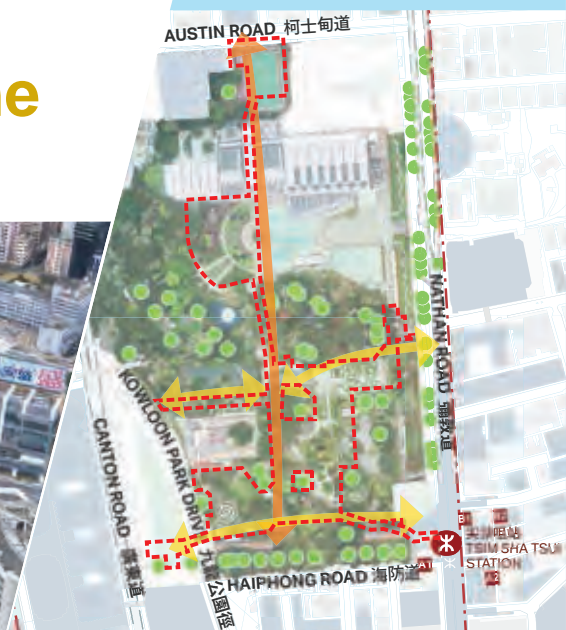 AUSTIN ROAD 柯士甸道
ne
NATHAN ROAD 彌敦道
KOWLOON PARK DRIVE 九龍公園徑
CANTON ROAD 廣東道
尖沙咀站
TSIM SHA TSUI
STATION
A2
HAIPHONG ROAD 海防道